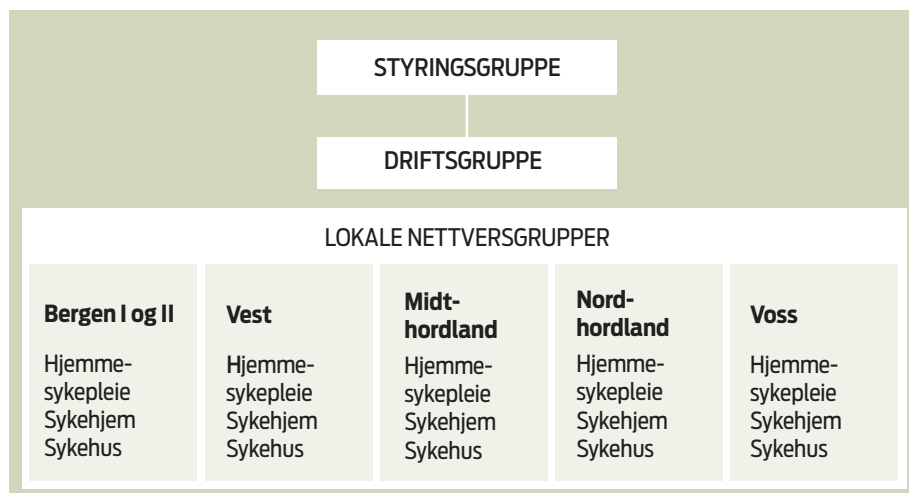 STYRINGSGRUPPE
DRIFTSGRUPPE
LOKALE NETTVERSGRUPPER
Bergen I og II
Hjemme-
sykepleie
Sykehjem
Sykehus
Vest
Hjemme-
sykepleie
Sykehjem
Sykehus
Midt-
hordland
Hjemme-
sykepleie
Sykehjem
Sykehus
Nord-
hordland
Hjemme-
sykepleie
Sykehjem
Sykehus
Voss
Hjemme-
sykepleie
Sykehjem
Sykehus